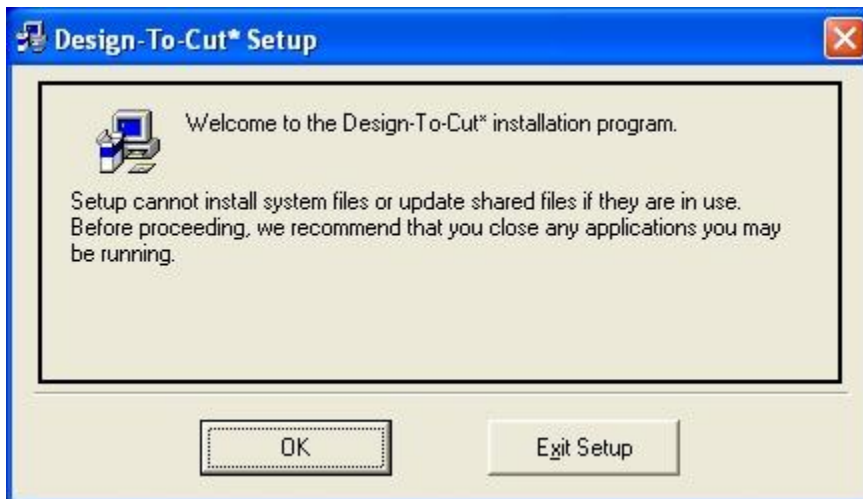 Design-To-Cut* Setup
Welcome to the Design-To-Cut* installation program.
Setup cannot install system files or update shared files if they are in use.
Before proceeding, we recommend that you close any applications you may
be running.
OK
Exit Setup